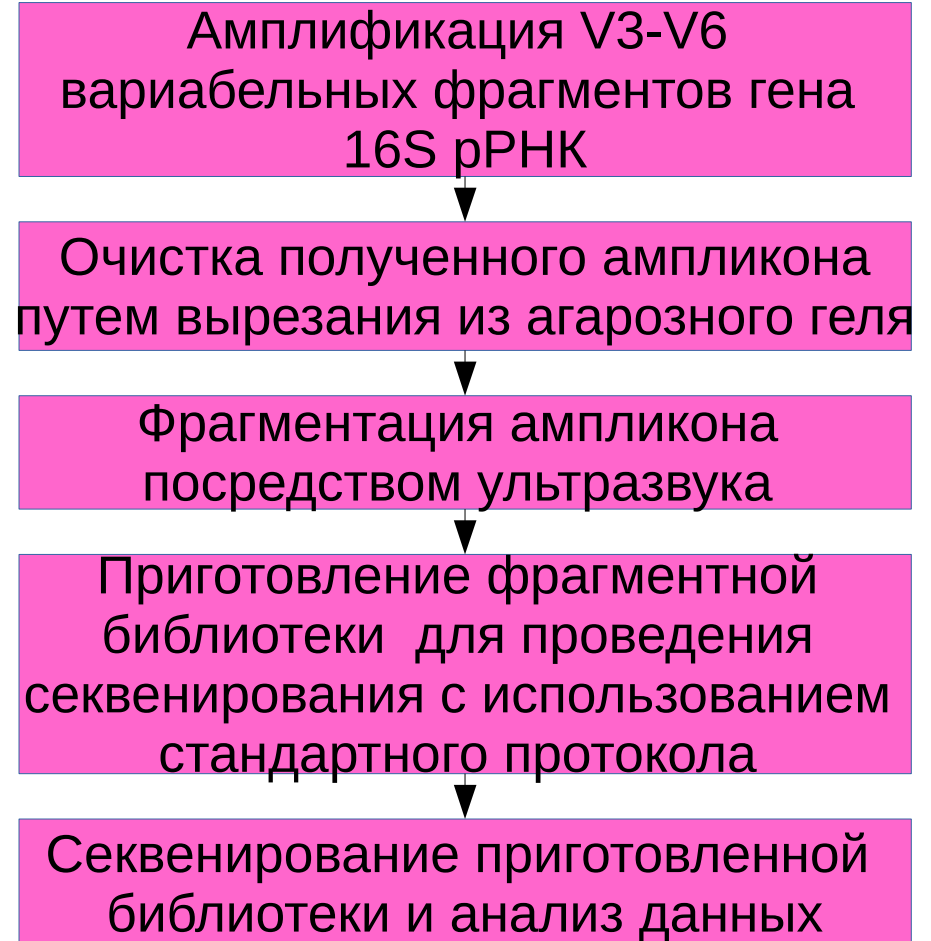 Амплификация V3-V6
вариабельных фрагментов гена
16S рРНК
Очистка полученного ампликона
путем вырезания из агарозного геля
Фрагментация ампликона
посредством ультразвука
Приготовление фрагментной
библиотеки для проведения
секвенирования с использованием
стандартного протокола
Секвенирование приготовленной
библиотеки и анализ данных